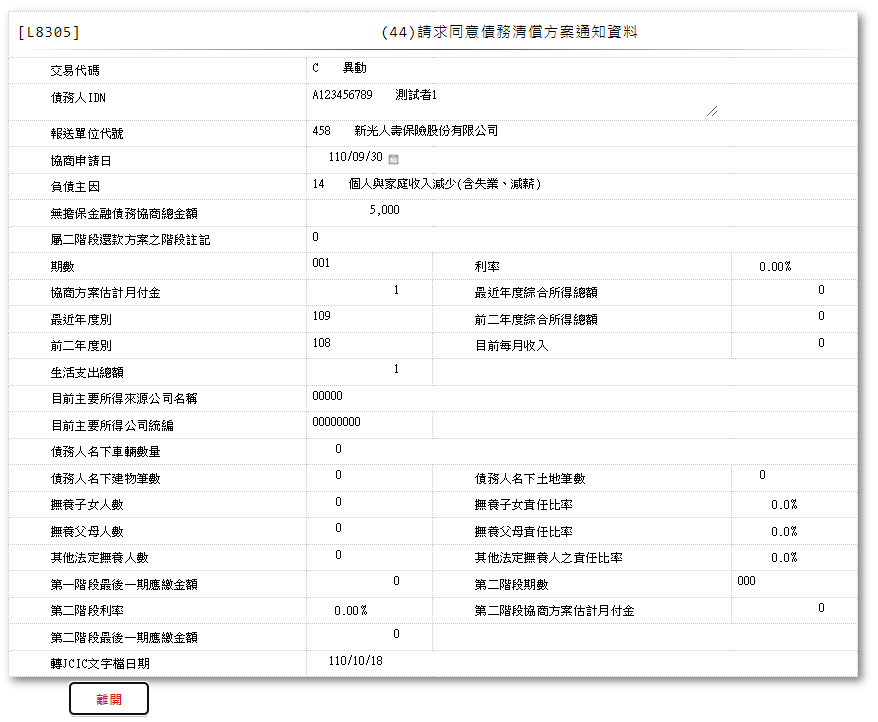 [L8305] (44)請求同意債務清償方案通知資料
交易代碼 C 異動
債務人IDN A123456789 測試者1
報送單位代號 458 新光人壽保險股份有限公司
協商申請日 110/09/30
負債主因 14 個人與家庭收入減少(含失業、減薪)
無擔保金融債務協商總金額 5,000
屬二階段還款方案之階段註記 0
期數 001 利率 0.00%
協商方案估計月付金 1 最近年度綜合所得總額 0
最近年度別 109 前二年度綜合所得總額 0
前二年度別 108 目前每月收入 0
生活支出總額 1
目前主要所得來源公司名稱 00000
目前主要所得公司統編 00000000
債務人名下車輛數量 0
債務人名下建物筆數 0 債務人名下土地筆數 0
撫養子女人數 0 撫養子女責任比率 0.0%
撫養父母人數 0 撫養父母責任比率 0.0%
其他法定撫養人數 0 其他法定撫養人之責任比率 0.0%
第一階段最後一期應繳金額 0 第二階段期數 000
第二階段利率 0.00% 第二階段協商方案估計月付金 0
第二階段最後一期應繳金額 0
轉JCIC文字檔日期 110/10/18
離開